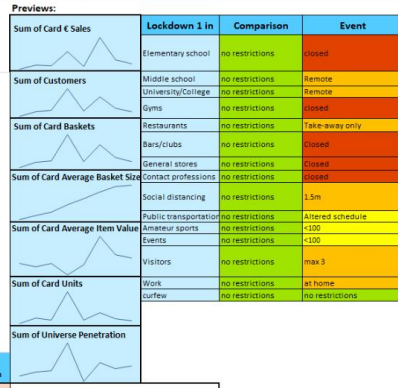 Previews:
Sum of Card € Sales
Sum of Customers
Sum of Card Baskets
Sum of Card Average Basket Size
Sum of Card Average Item Value
Sum of Card Units
Sum of Universe Penetration
Lockdown 1 in Comparison Event
Elementary school no restrictions closed
Middle school no restrictions Remote
University/College no restrictions Remote
Gyms no restrictions closed
Restaurants no restrictions Take-away only
Bars/clubs no restrictions Closed
General stores no restrictions Closed
Contact professions no restrictions closed
Social distancing no restrictions 1.5m
Public transportation no restrictions Altered schedule
Amateur sports no restrictions <100
Events no restrictions <100
Visitors no restrictions max 3
Work no restrictions at home
curfew no restrictions no restrictions